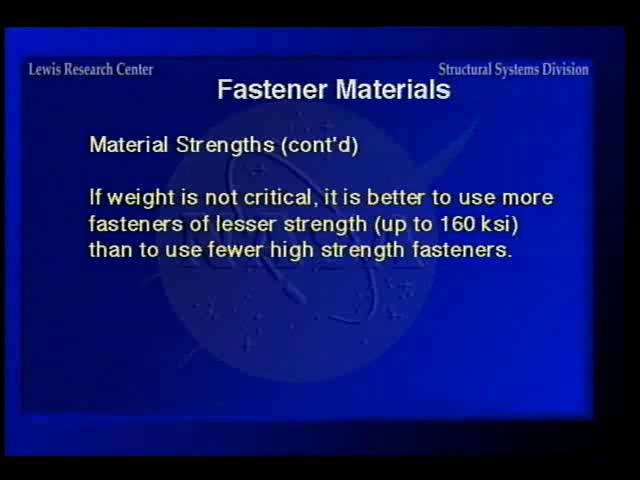 Lewis Research Center
Structural Systems Division
Fastener Materials
Material Strengths (cont'd)
If weight is not critical, it is better to use more
fasteners of lesser strength (up to 160 ksi)
than to use fewer high strength fasteners.